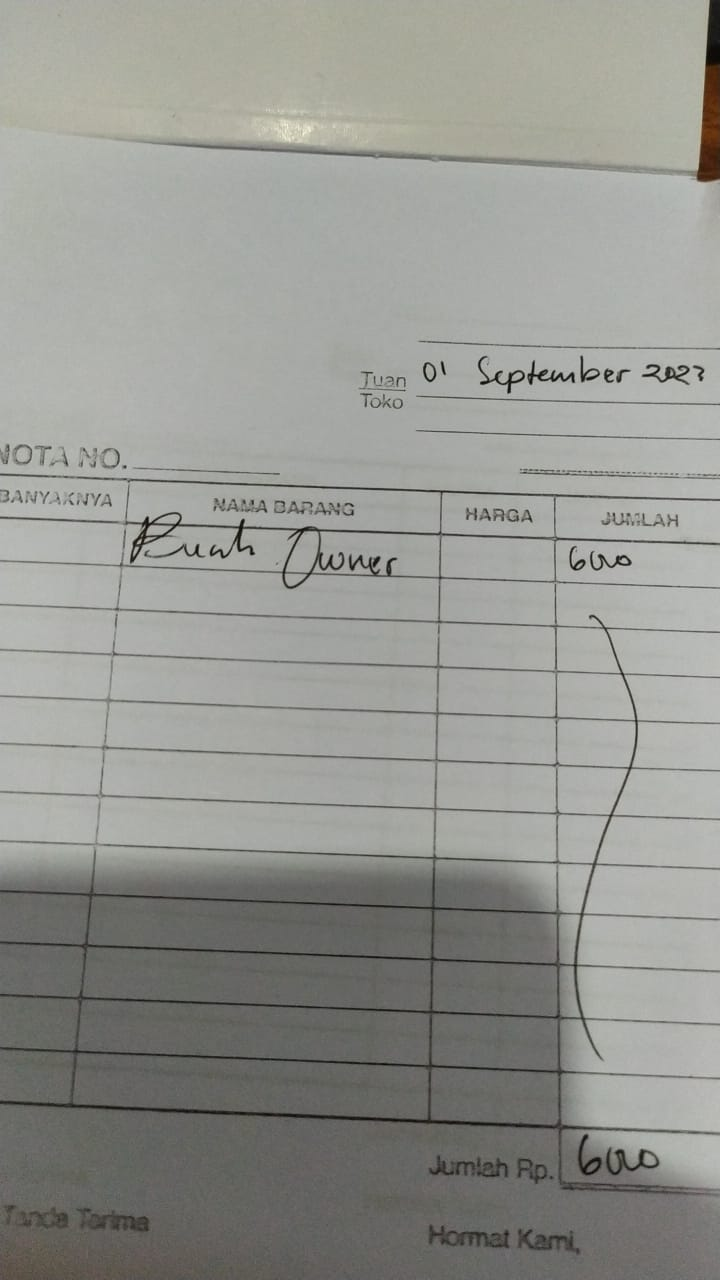 Tuan 01 September 2023
Toko
NOTA NO.
BANYAKNYA NAMA BARANG HARGA JUMLAH
Buah Owner 600
Jumlah Rp. 600
Tanda Terima
Hormat Kami,